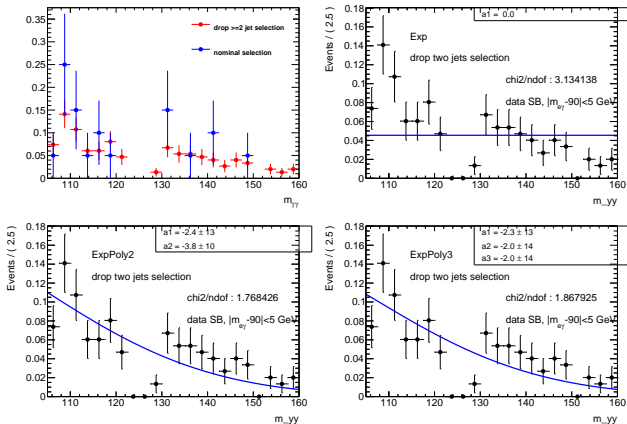 0.35
0.3
0.25
0.2
0.15
0.1
0.05
0
110 120 130 140 150 160
m_γγ
drop >=2 jet selection
nominal selection
Events / ( 2.5 )
0.18
0.16
0.14
0.12
0.1
0.08
0.06
0.04
0.02
0
110 120 130 140 150 160
m_yy
a1 = 0.0
Exp
drop two jets selection
chi2/ndof : 3.134138
data SB, |m_eγ-90|<5 GeV
Events / ( 2.5 )
0.18
0.16
0.14
0.12
0.1
0.08
0.06
0.04
0.02
0
110 120 130 140 150 160
m_yy
a1 = -2.4 ± 13
a2 = -3.8 ± 10
ExpPoly2
drop two jets selection
chi2/ndof : 1.768426
data SB, |m_eγ-90|<5 GeV
Events / ( 2.5 )
0.18
0.16
0.14
0.12
0.1
0.08
0.06
0.04
0.02
0
110 120 130 140 150 160
m_yy
a1 = -2.3 ± 13
a2 = -2.0 ± 14
a3 = -2.0 ± 14
ExpPoly3
drop two jets selection
chi2/ndof : 1.867925
data SB, |m_eγ-90|<5 GeV